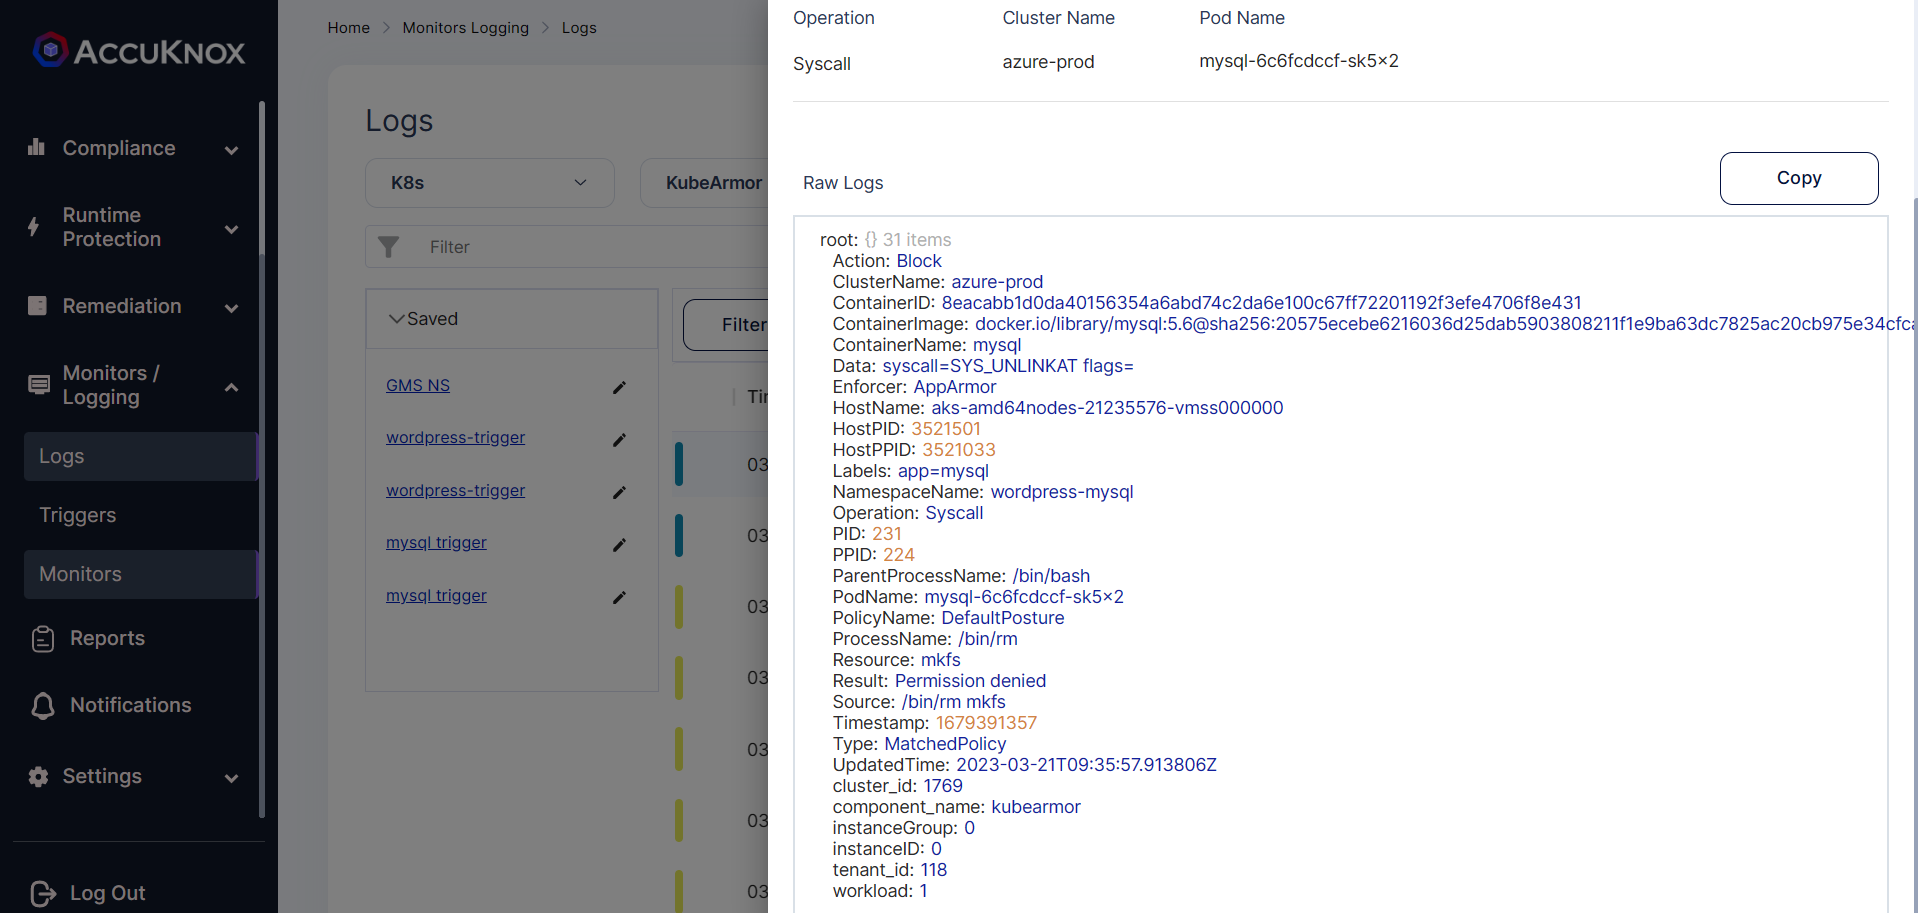 ACCUKNOX
Compliance
Runtime
Protection
Remediation
Monitors /
Logging
Logs
Triggers
Monitors
Reports
Notifications
Settings
Log Out
Home > Monitors Logging > Logs
Logs
K8s
KubeArmor
Filter
Saved
GMS NS
wordpress-trigger
wordpress-trigger
mysql trigger
mysql trigger
Filter
03
03
03
03
03
03
03
Operation Cluster Name Pod Name
Syscall azure-prod mysql-6c6fcdccf-sk5x2
Raw Logs
Copy
root: {} 31 items
Action: Block
ClusterName: azure-prod
ContainerID: 8eacabb1d0da40156354a6abd74c2da6e100c67ff72201192f3efe4706f8e431
ContainerImage: docker.io/library/mysql:5.6@sha256:20575ecebe6216036d25dab5903808211f1e9ba63dc7825ac20cb975e34cfca
ContainerName: mysql
Data: syscall=SYS_UNLINKAT flags=
Enforcer: AppArmor
HostName: aks-amd64nodes-21235576-vmss000000
HostPID: 3521501
HostPPID: 3521033
Labels: app=mysql
NamespaceName: wordpress-mysql
Operation: Syscall
PID: 231
PPID: 224
ParentProcessName: /bin/bash
PodName: mysql-6c6fcdccf-sk5x2
PolicyName: DefaultPosture
ProcessName: /bin/rm
Resource: mkfs
Result: Permission denied
Source: /bin/rm mkfs
Timestamp: 1679391357
Type: MatchedPolicy
UpdatedTime: 2023-03-21T09:35:57.913806Z
cluster_id: 1769
component_name: kubearmor
instanceGroup: 0
instanceID: 0
tenant_id: 118
workload: 1